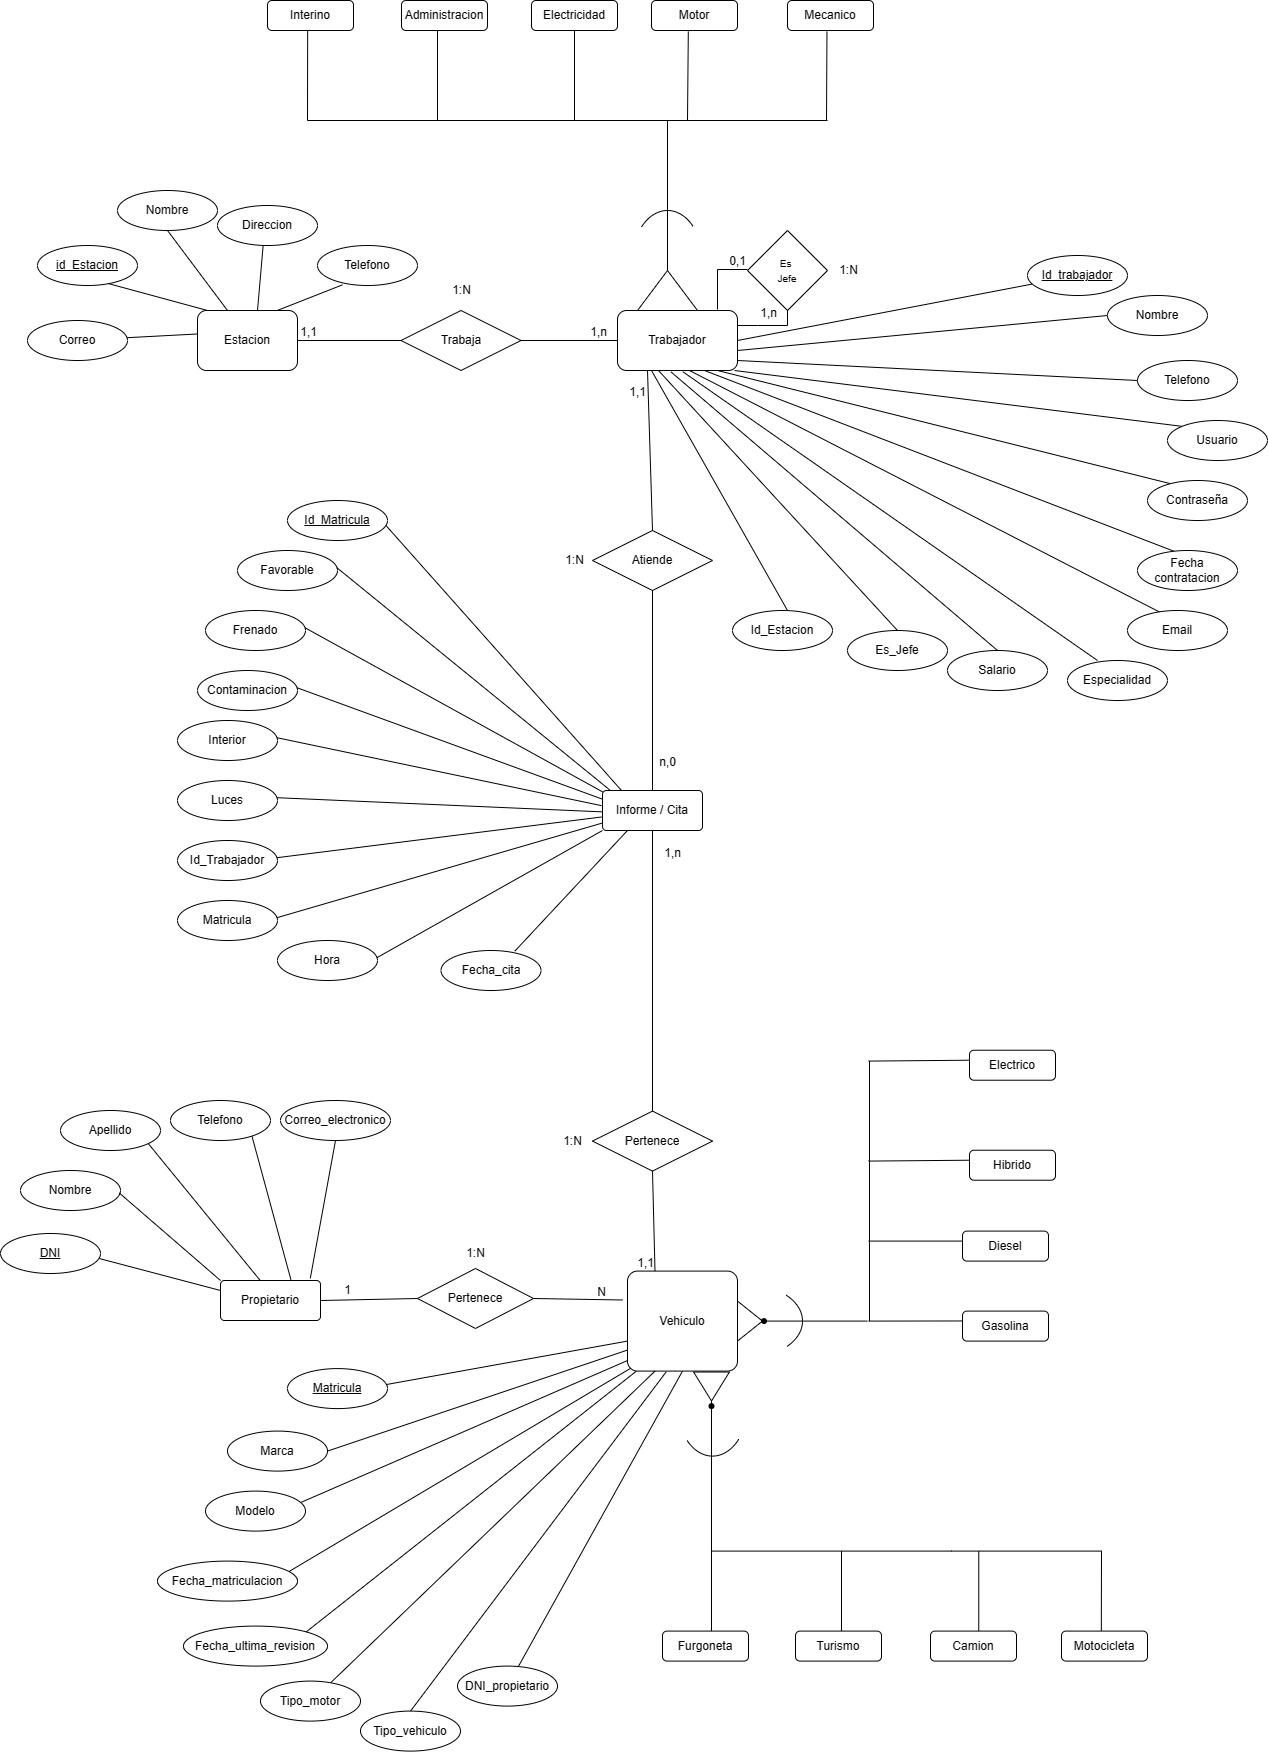 Interino
Administracion
Electricidad
Motor
Mecanico
Nombre
Direccion
id_Estacion
Telefono
Correo
Estacion
1,1
1:N
Trabaja
1,n
Trabajador
0,1
Es
Jefe
1:N
1,n
Id_trabajador
Nombre
Telefono
Usuario
Contraseña
Fecha
contratacion
Email
Especialidad
Salario
Es_Jefe
Id_Estacion
1,1
1:N
Atiende
n,0
Id_Matricula
Favorable
Frenado
Contaminacion
Interior
Luces
Id_Trabajador
Matricula
Hora
Fecha_cita
Informe / Cita
1,n
1:N
Pertenece
1,1
Apellido
Telefono
Correo_electronico
Nombre
DNI
Propietario
1
1:N
Pertenece
N
Vehiculo
Electrico
Hibrido
Diesel
Gasolina
Matricula
Marca
Modelo
Fecha_matriculacion
Fecha_ultima_revision
Tipo_motor
Tipo_vehiculo
DNI_propietario
Furgoneta
Turismo
Camion
Motocicleta